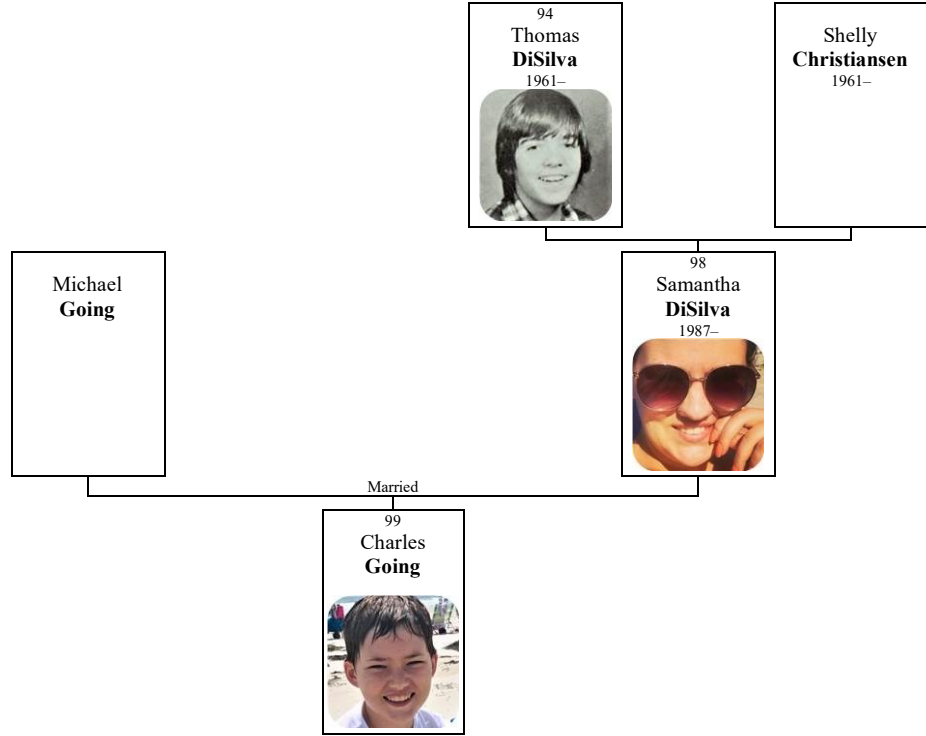 94
Thomas
DiSilva
1961–
Shelly
Christiansen
1961–
Michael
Going
98
Samantha
DiSilva
1987–
Married
99
Charles
Going